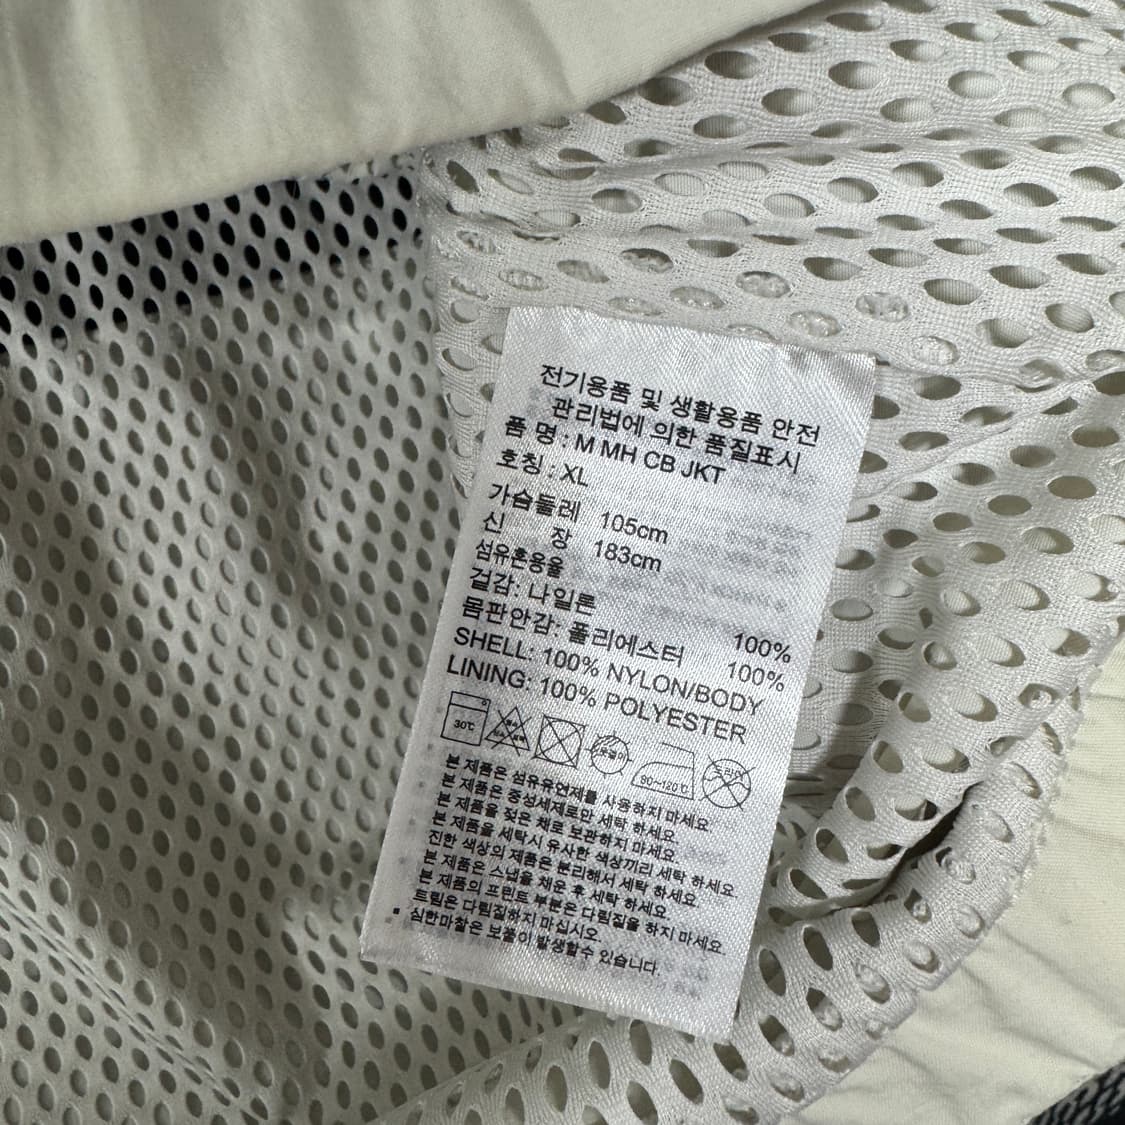 전기용품 및 생활용품 안전
관리법에 의한 품질표시
품 명 : M MH CB JKT
호칭 : XL
가슴둘레 105cm
신 장 183cm
섬유혼용율
겉감: 나일론 100%
몸판안감: 폴리에스터 100%
SHELL: 100% NYLON/BODY
LINING: 100% POLYESTER
30℃ 80~120℃ 드라이
본 제품은 섬유유연제를 사용하지 마세요.
본 제품은 중성세제로만 세탁 하세요.
본 제품을 젖은 채로 보관하지 마세요.
본 제품을 세탁시 유사한 색상끼리 세탁 하세요.
진한 색상의 제품은 분리해서 세탁 하세요.
본 제품은 스냅을 채운 후 세탁 하세요.
본 제품의 프린트 부분은 다림질을 하지 마세요.
트림은 다림질하지 마십시오.
▪ 심한마찰은 보풀이 발생할수 있습니다.